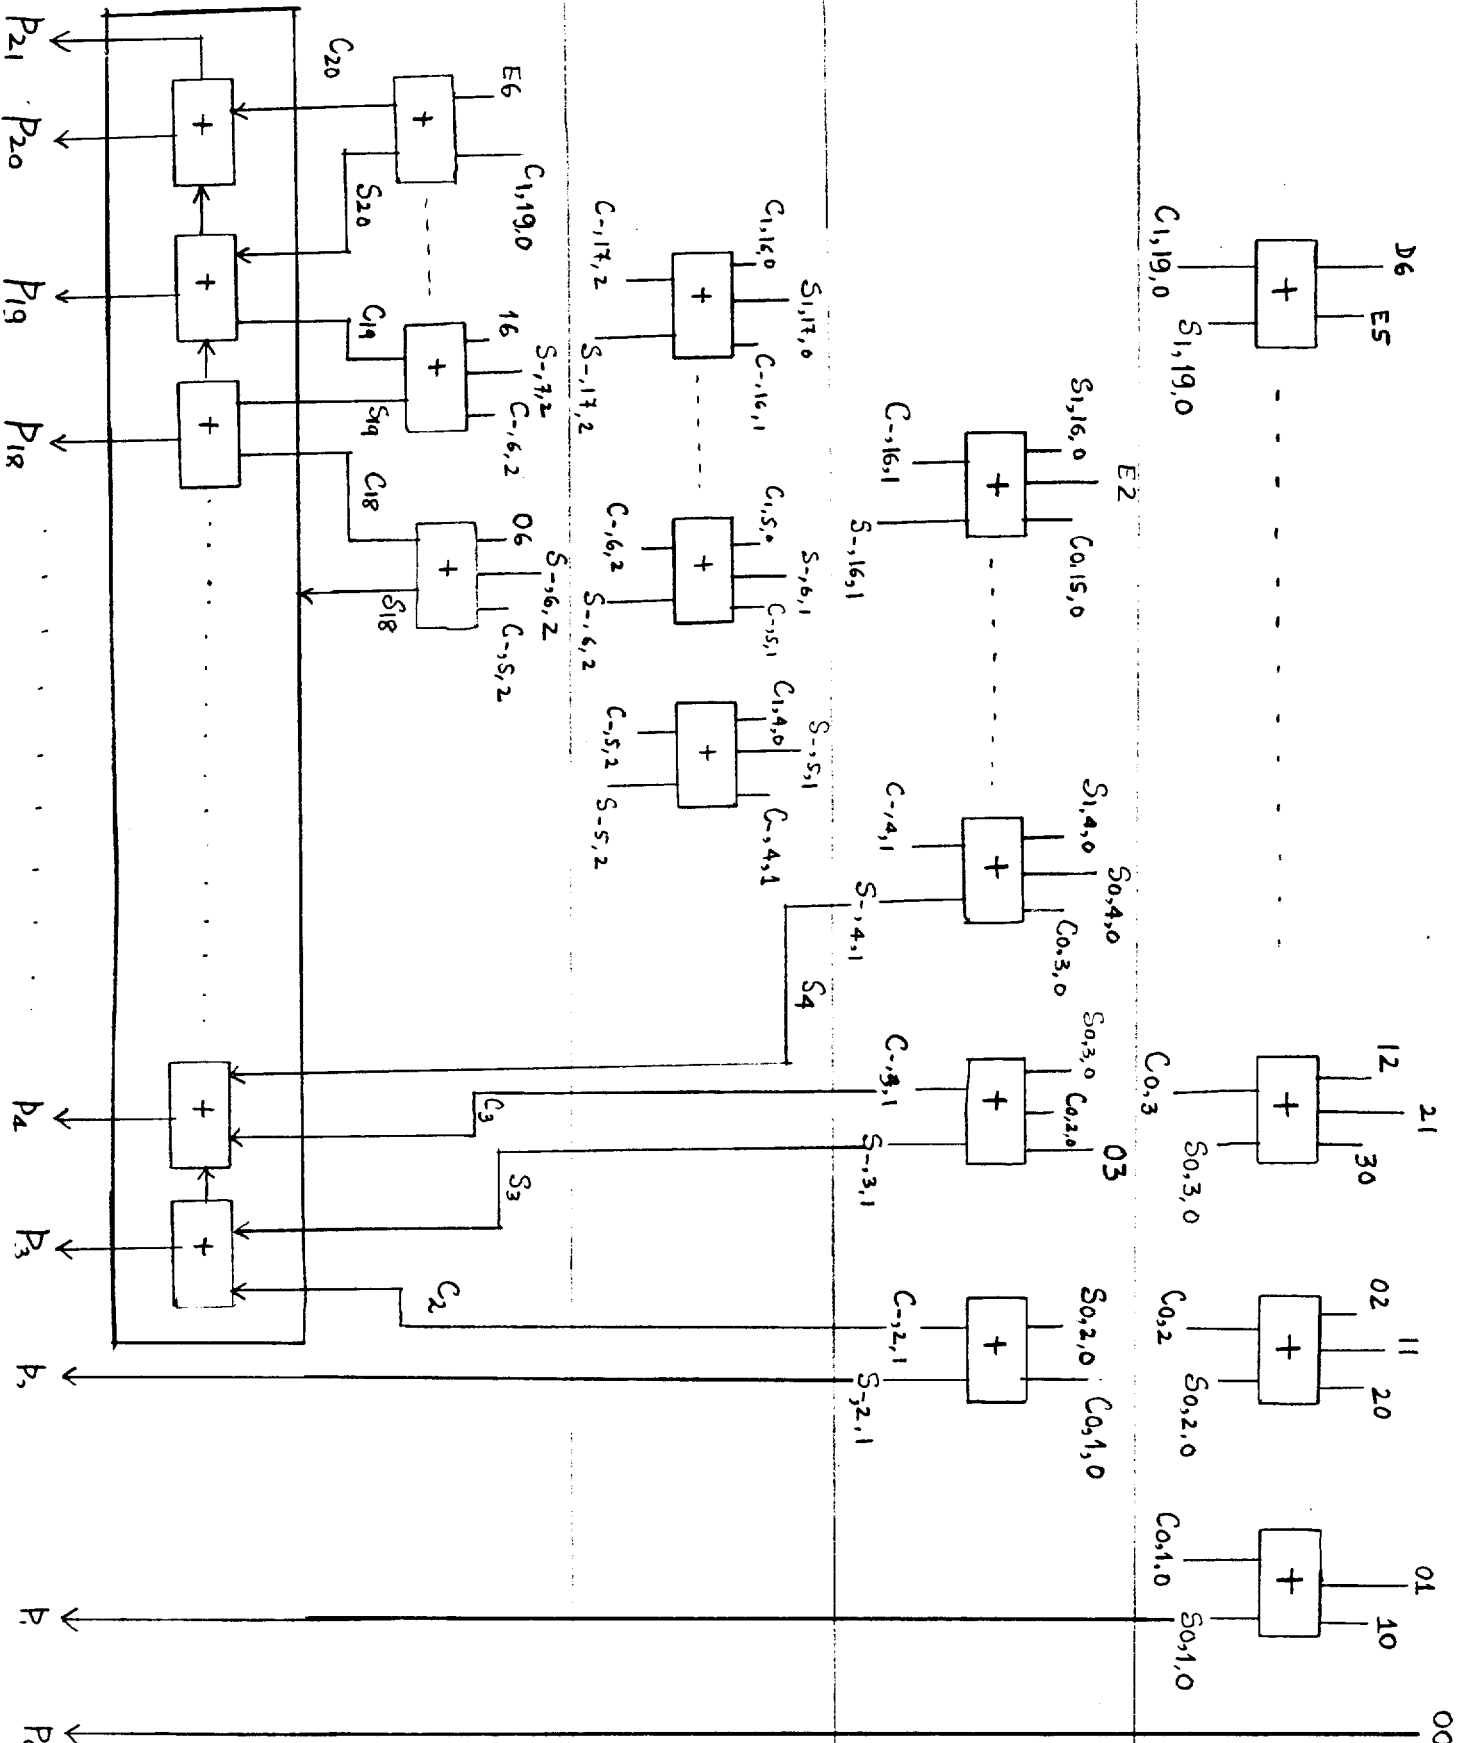 00
D6 E5 12 21 30 02 11 20 01 10
+ + + +
C1,19,0 S1,19,0 C0,3 S0,3,0 C0,2 S0,2,0 C0,1,0 S0,1,0
S1,16,0 E2 C0,15,0 S1,4,0 S0,4,0 C0,3,0 S0,3,0 C0,2,0 03 S0,2,0 C0,1,0
+ + + +
C-,16,1 S-,16,1 C-,4,1 S-,4,1 C-,3,1 S-,3,1 C-,2,1 S-,2,1
C1,16,0 S1,17,0 C-,16,1 C1,5,0 S-,6,1 C-,5,1 C1,4,0 S-,5,1 C-,4,1 S4
+ + +
C-,17,2 S-,17,2 C-,6,2 S-,6,2 C-,5,2 S-5,2
E6 C1,19,0 16 S-,7,2 C-,6,2 06 S-,6,2 C-,5,2 C3 S3
+ + +
C20 S20 C19 S19 C18 S18 C2
+ + + + +
P21 P20 P19 P18 P4 P3